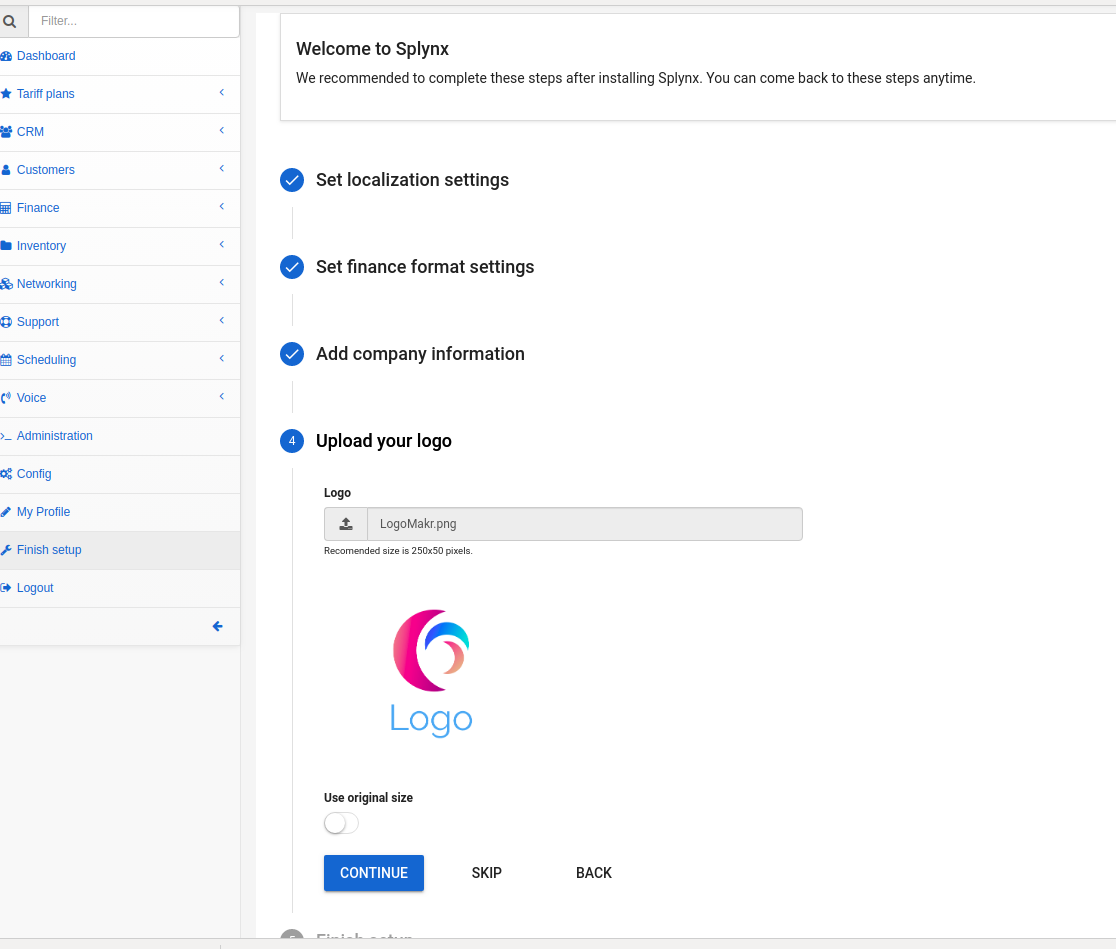 Filter...
Dashboard
Tariff plans
CRM
Customers
Finance
Inventory
Networking
Support
Scheduling
Voice
Administration
Config
My Profile
Finish setup
Logout
Welcome to Splynx
We recommended to complete these steps after installing Splynx. You can come back to these steps anytime.
Set localization settings
Set finance format settings
Add company information
4 Upload your logo
Logo
LogoMakr.png
Recomended size is 250x50 pixels.
Logo
Use original size
CONTINUE SKIP BACK
5 Finish setup